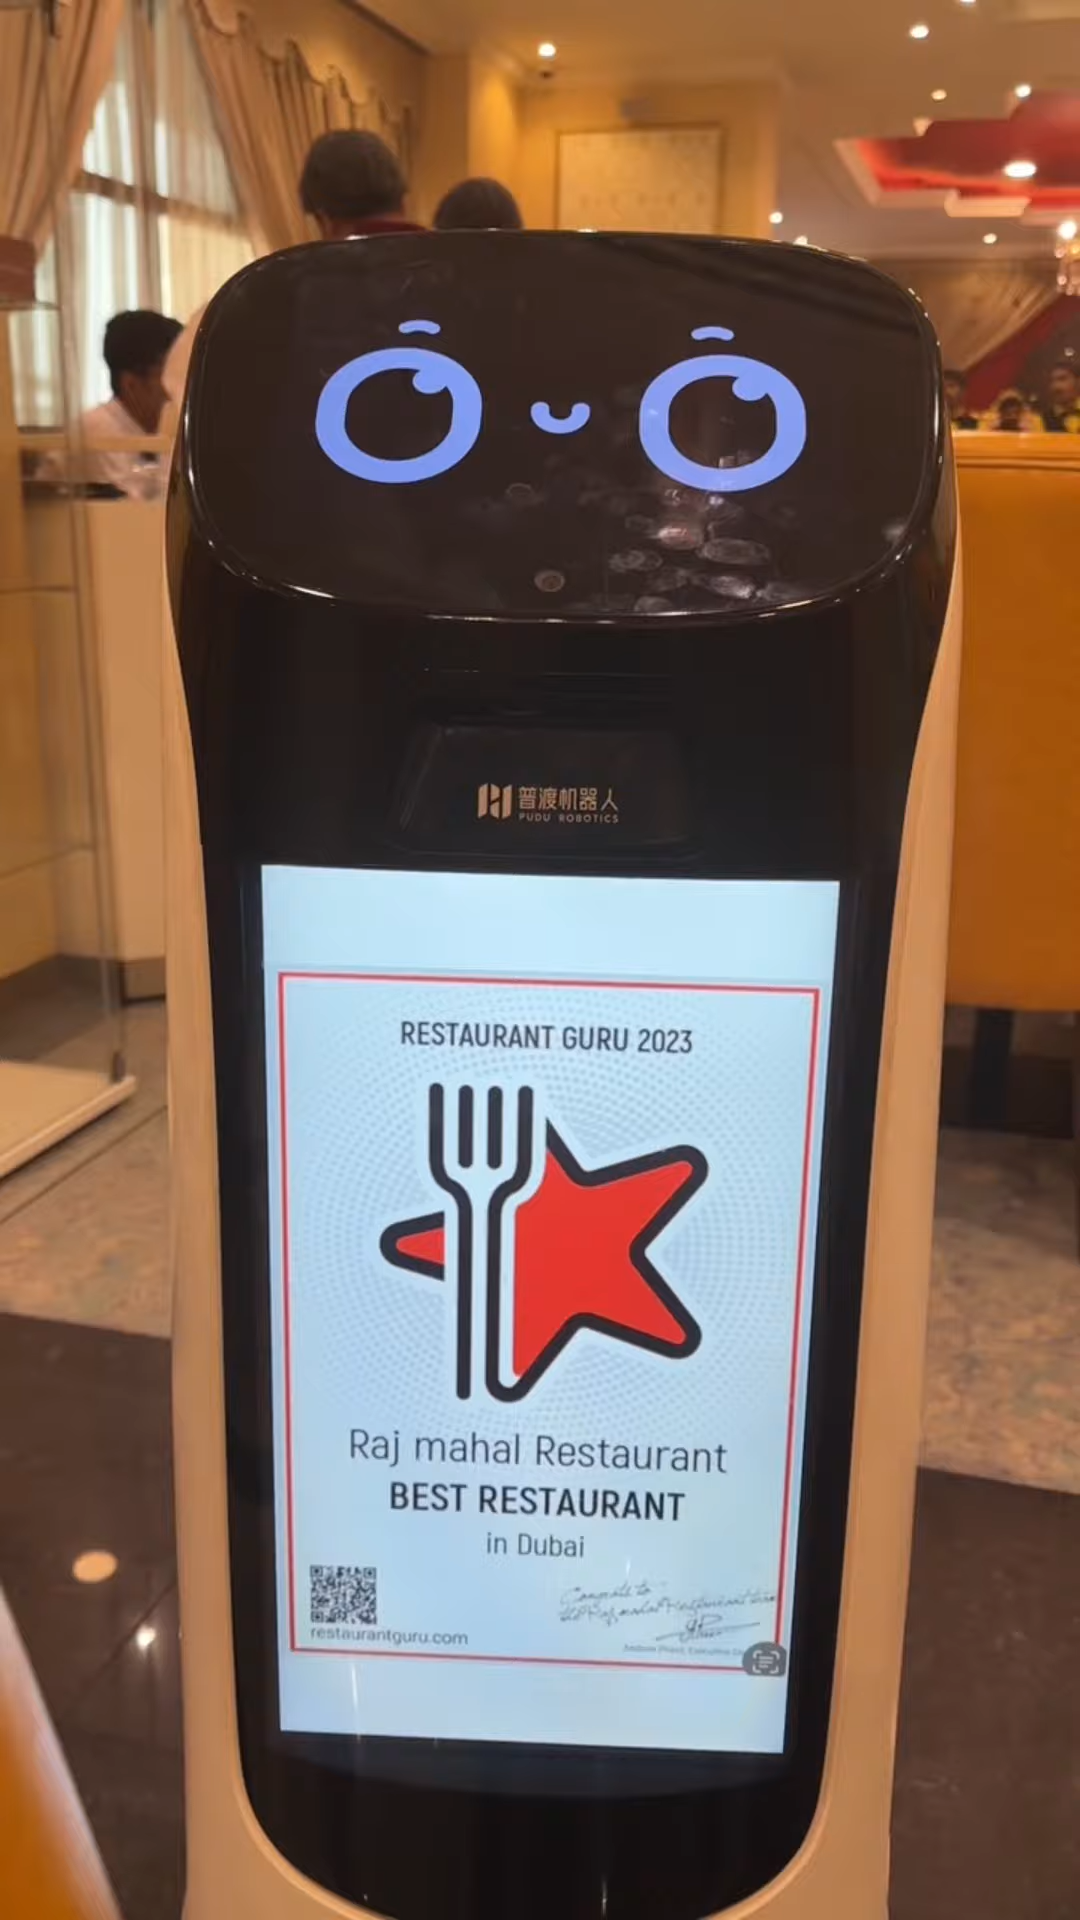 普渡机器人
PUDU ROBOTICS
RESTAURANT GURU 2023
Raj mahal Restaurant
BEST RESTAURANT
in Dubai
restaurantguru.com